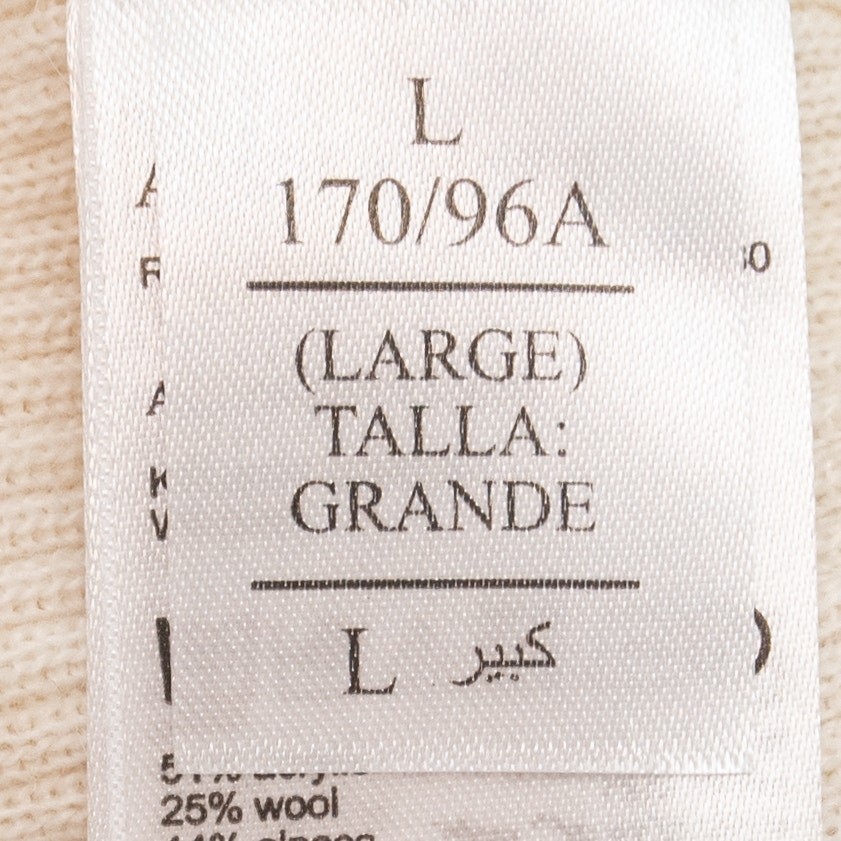 L
170/96A
(LARGE)
TALLA:
GRANDE
L كبير
25% wool